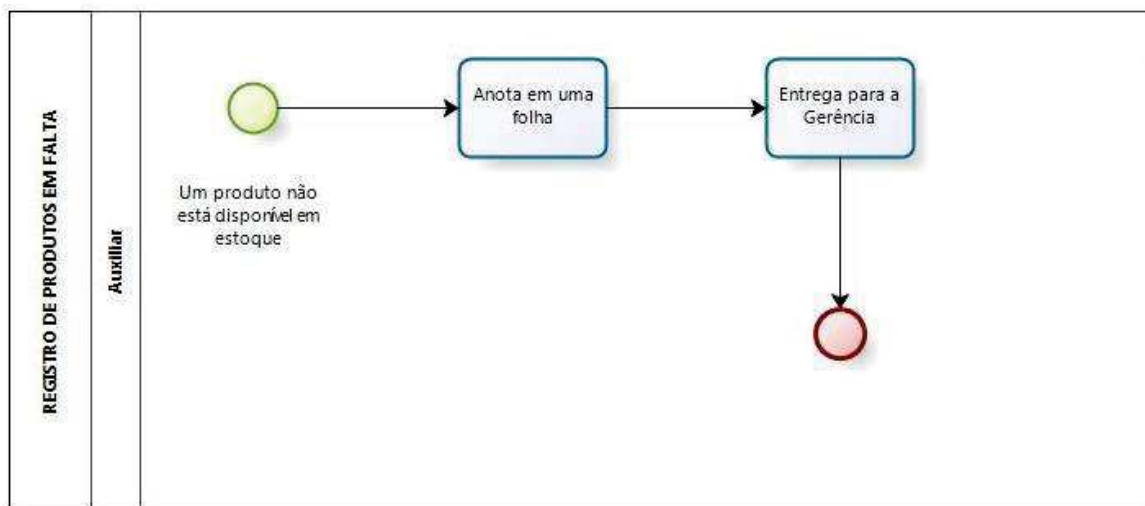 REGISTRO DE PRODUTOS EM FALTA
Auxiliar
Um produto não
está disponível em
estoque
Anota em uma
folha
Entrega para a
Gerência